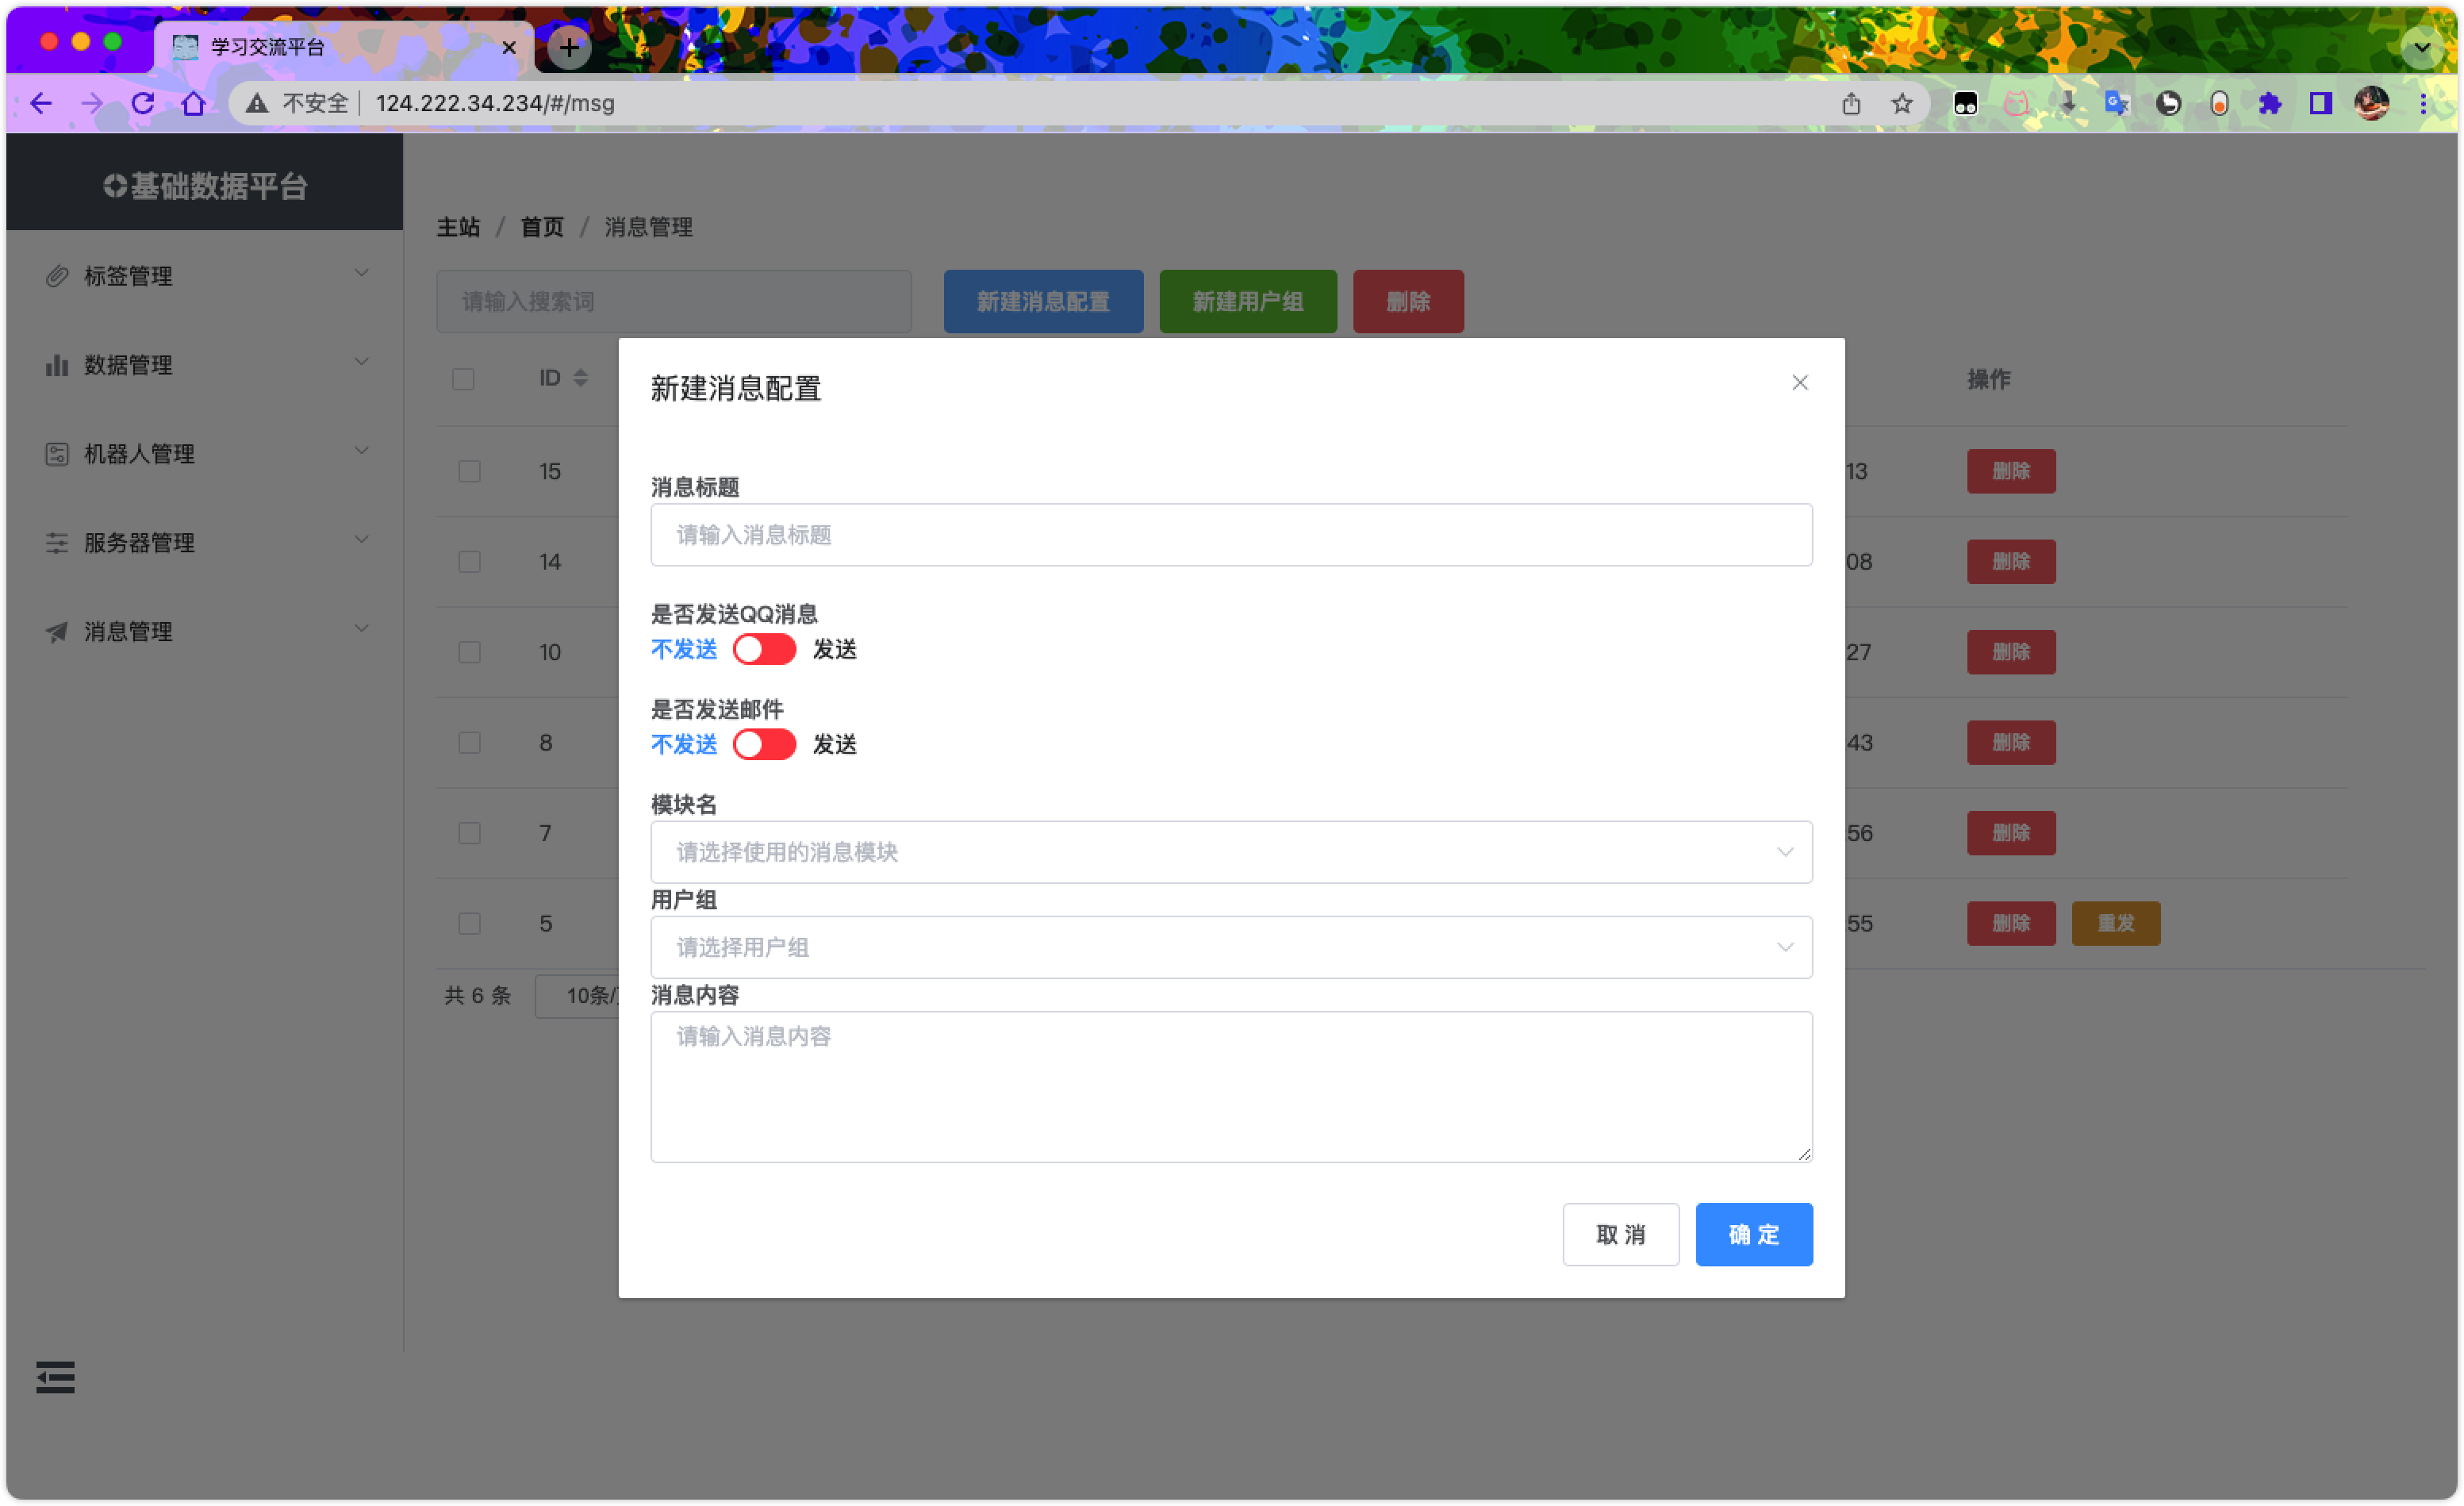 学习交流平台
不安全 124.222.34.234/#/msg
基础数据平台
标签管理
数据管理
机器人管理
服务器管理
消息管理
主站 / 首页 / 消息管理
请输入搜索词 新建消息配置 新建用户组 删除
ID 操作
15 13 删除
14 08 删除
10 27 删除
8 43 删除
7 56 删除
5 55 删除 重发
共 6 条 10条/
新建消息配置
消息标题
请输入消息标题
是否发送QQ消息
不发送 发送
是否发送邮件
不发送 发送
模块名
请选择使用的消息模块
用户组
请选择用户组
消息内容
请输入消息内容
取 消 确 定